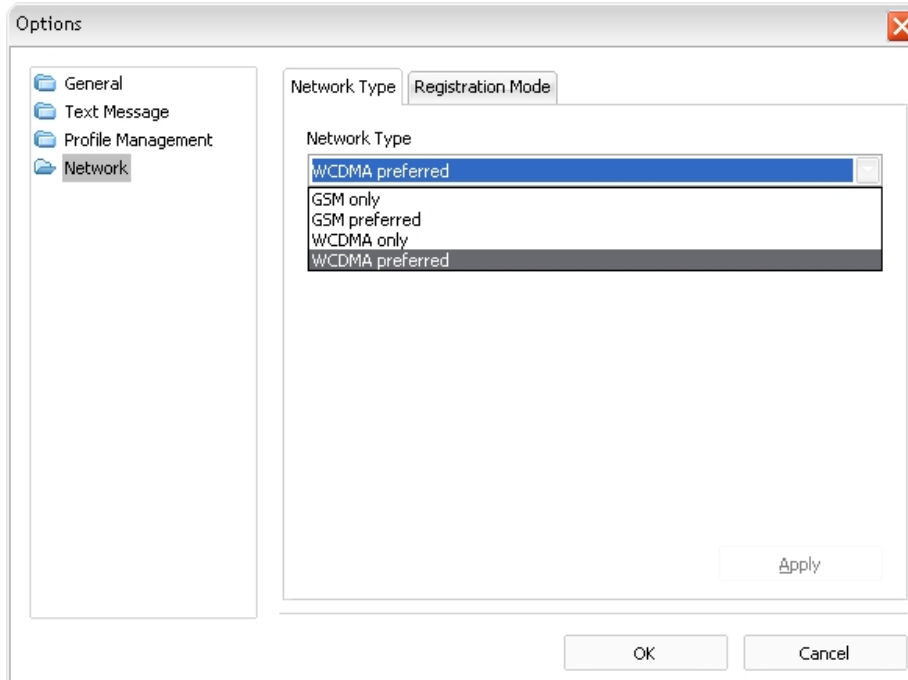 Options
General
Text Message
Profile Management
Network
Network Type
Registration Mode
Network Type
WCDMA preferred
GSM only
GSM preferred
WCDMA only
WCDMA preferred
Apply
OK
Cancel